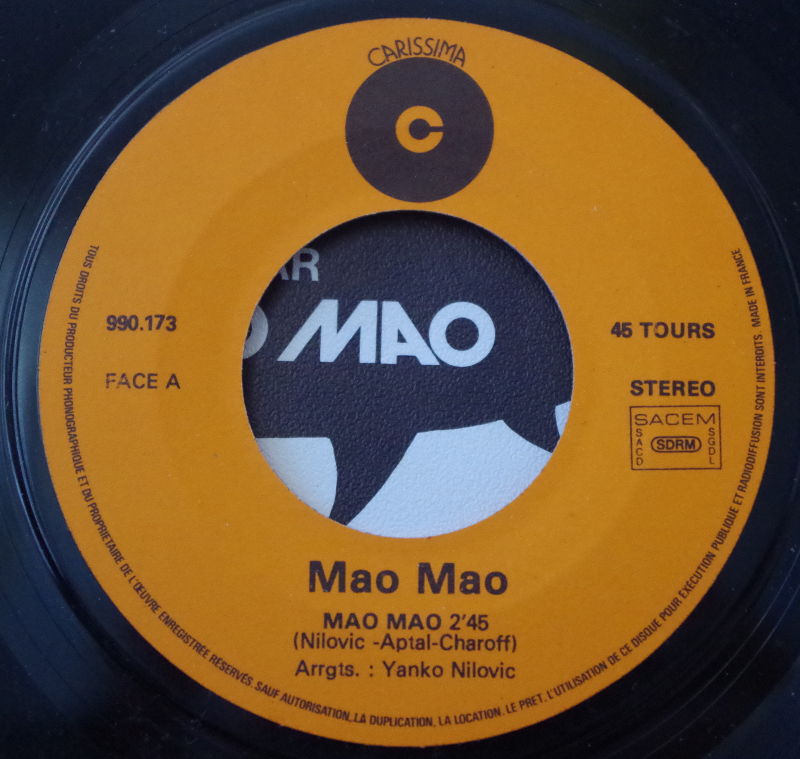 CARISSIMA
C
AR
O MAO
990.173
FACE A
45 TOURS
STEREO
SACEM
SACD
SDRM
SGDL
Mao Mao
MAO MAO 2'45
(Nilovic -Aptal-Charoff)
Arrgts. : Yanko Nilovic
TOUS DROITS DU PRODUCTEUR PHONOGRAPHIQUE ET DU PROPRIETAIRE DE L'ŒUVRE ENREGISTRÉE RESERVES. SAUF AUTORISATION, LA DUPLICATION, LA LOCATION, LE PRET, L'UTILISATION DE CE DISQUE POUR EXÉCUTION PUBLIQUE ET RADIODIFFUSION SONT INTERDITS. MADE IN FRANCE